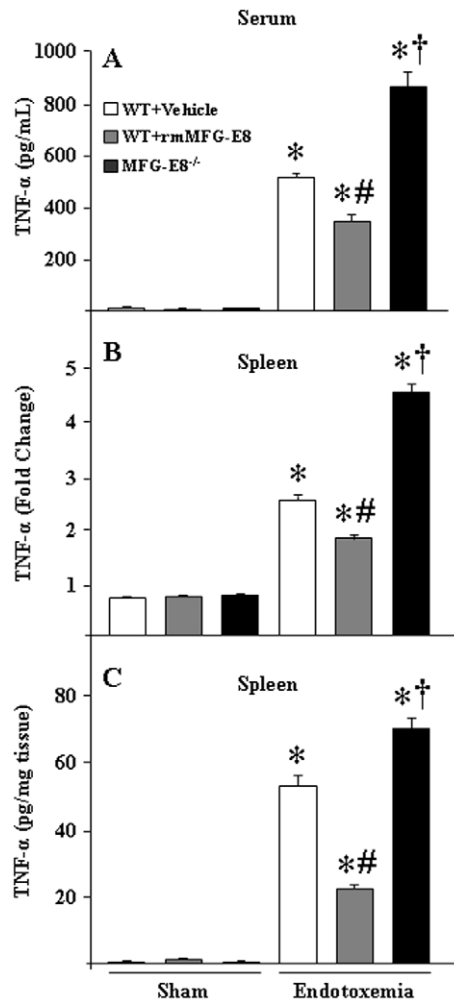 Serum
A
TNF-α (pg/mL)
1000
800
600
400
200
WT+Vehicle
WT+rmMFG-E8
MFG-E8-/-
*
*#
*†
B
Spleen
TNF-α (Fold Change)
5
4
3
2
1
*
*#
*†
C
Spleen
TNF-α (pg/mg tissue)
80
60
40
20
*
*#
*†
Sham
Endotoxemia